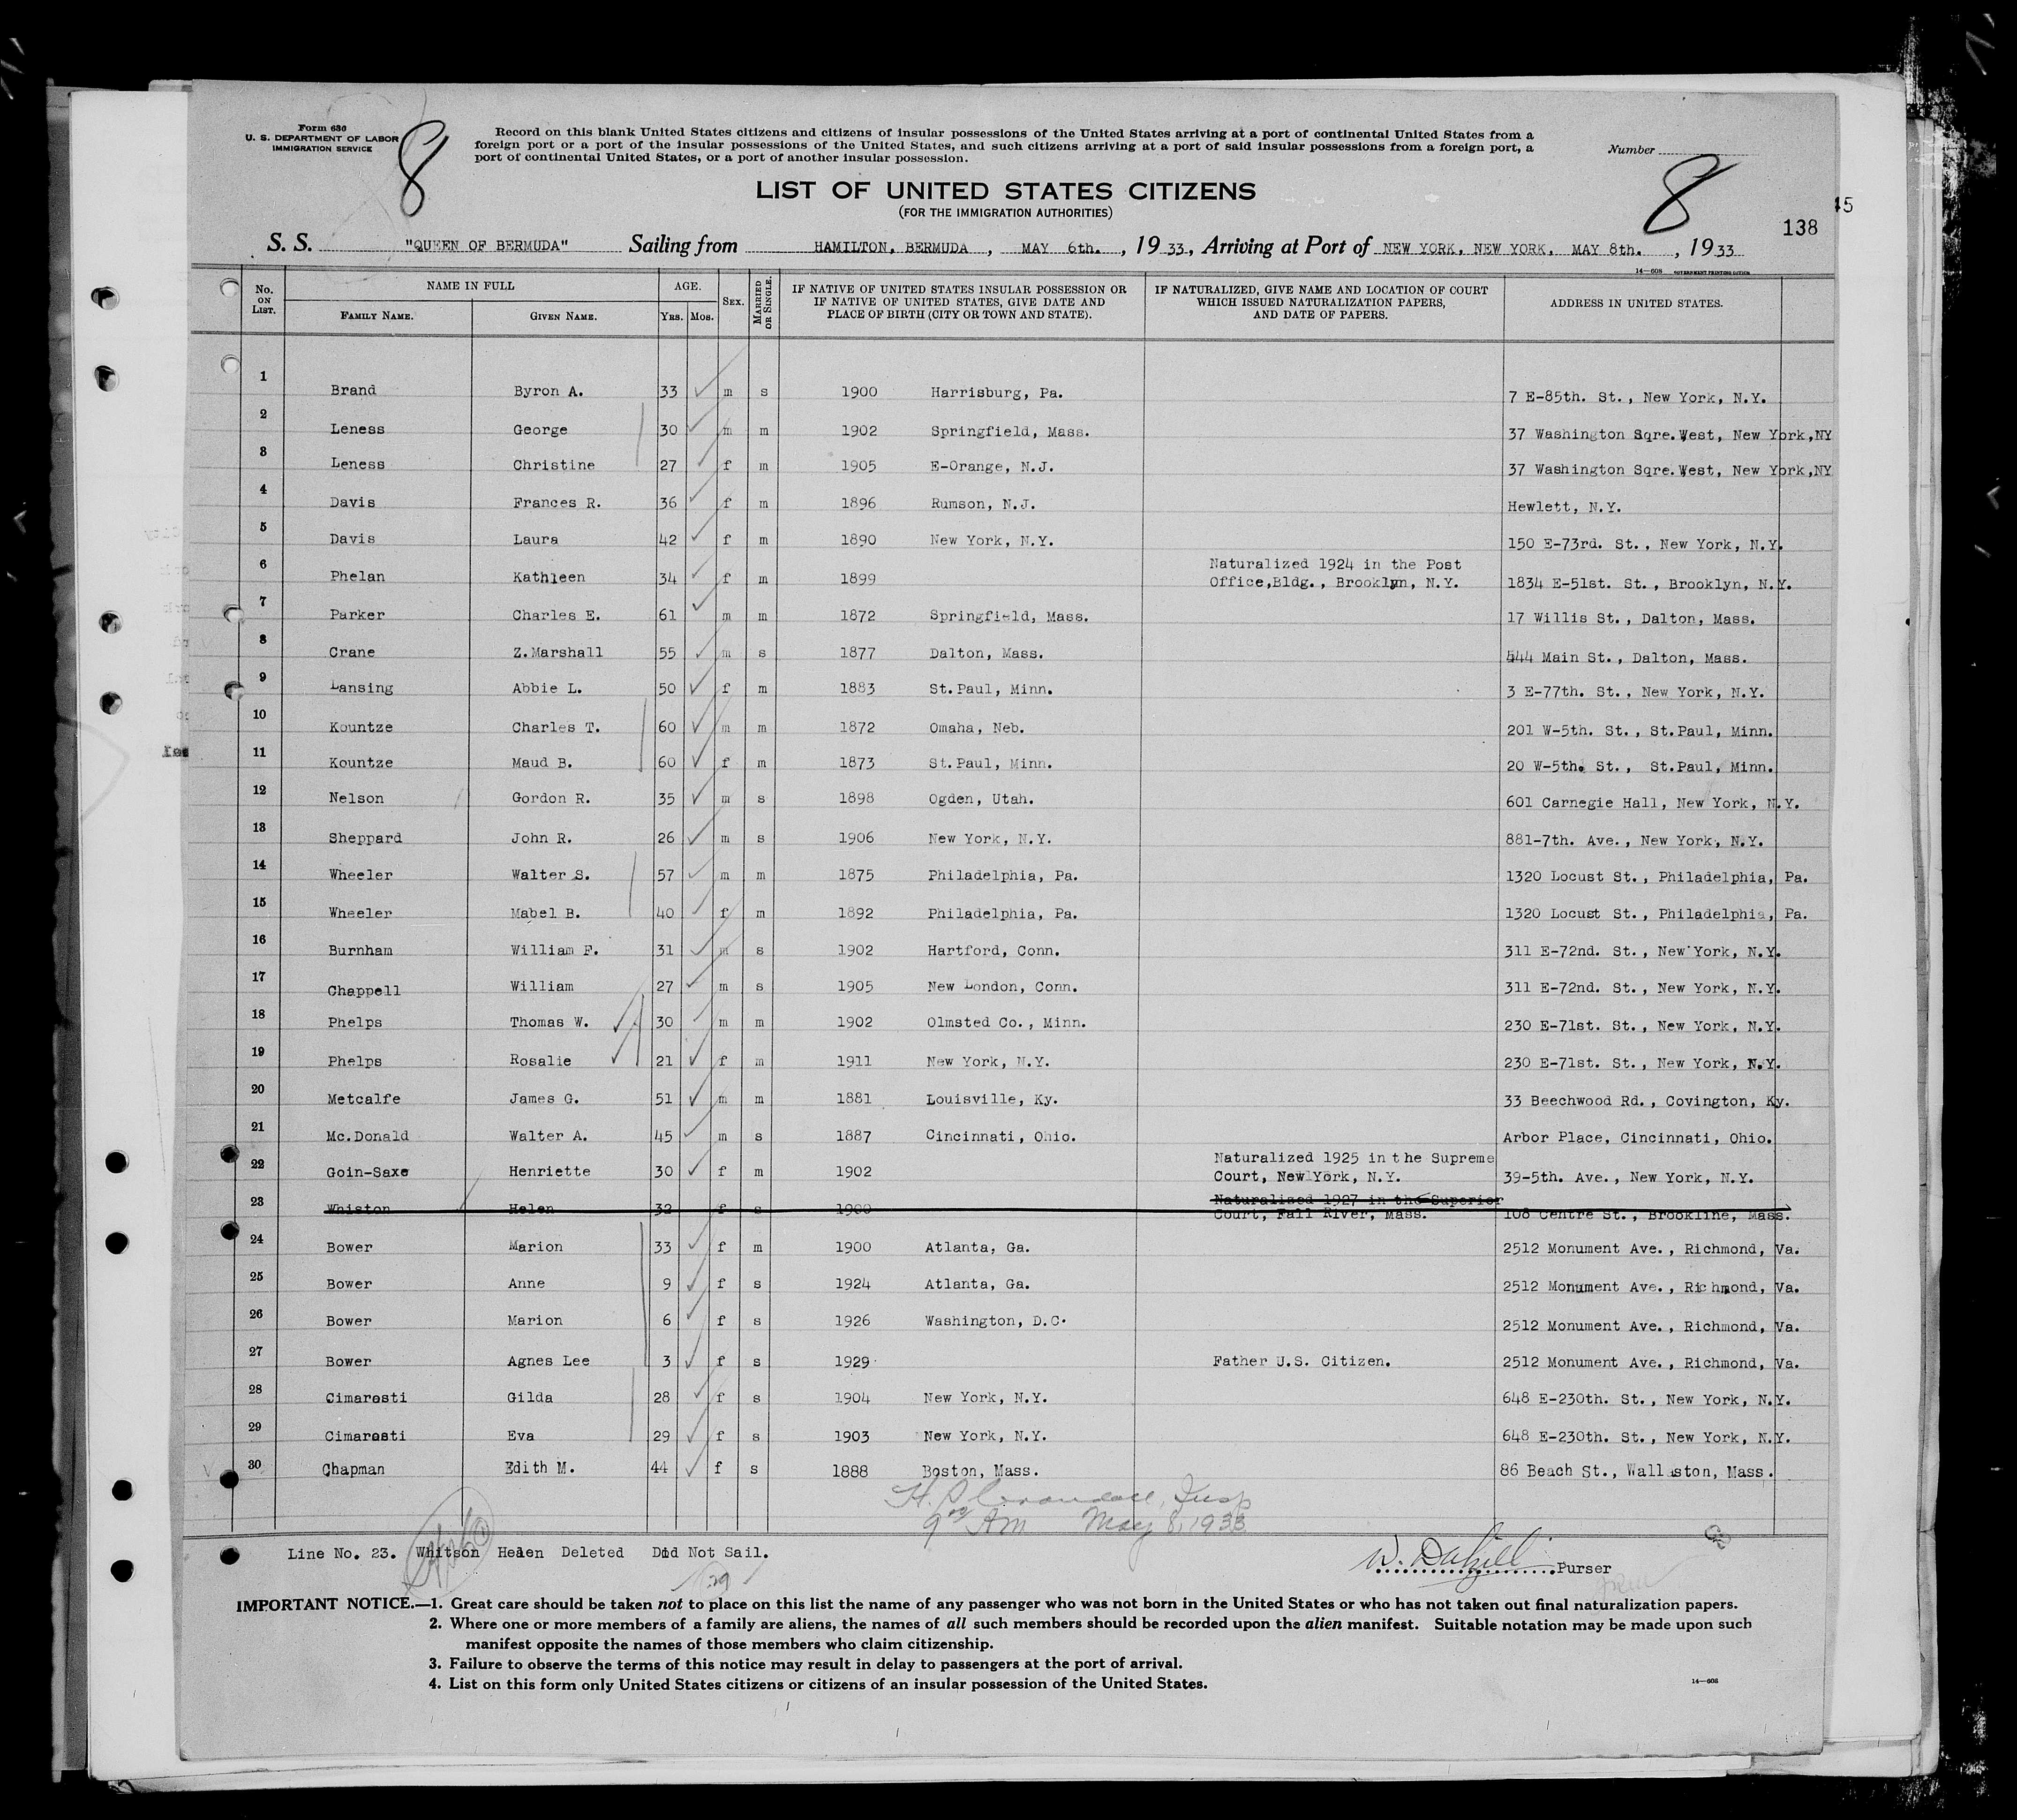 Form 630
U. S. DEPARTMENT OF LABOR
IMMIGRATION SERVICE
8
Record on this blank United States citizens and citizens of insular possessions of the United States arriving at a port of continental United States from a
foreign port or a port of the insular possessions of the United States, and such citizens arriving at a port of said insular possessions from a foreign port, a
port of continental United States, or a port of another insular possession.
Number
8
LIST OF UNITED STATES CITIZENS
(FOR THE IMMIGRATION AUTHORITIES)
45
138
S. S. "QUEEN OF BERMUDA" Sailing from HAMILTON, BERMUDA, MAY 6th., 1933, Arriving at Port of NEW YORK, NEW YORK, MAY 8th., 1933
14—608 GOVERNMENT PRINTING OFFICE
No. ON LIST. NAME IN FULL FAMILY NAME. GIVEN NAME. AGE. YRS. MOS. SEX. MARRIED OR SINGLE. IF NATIVE OF UNITED STATES INSULAR POSSESSION OR IF NATIVE OF UNITED STATES, GIVE DATE AND PLACE OF BIRTH (CITY OR TOWN AND STATE). IF NATURALIZED, GIVE NAME AND LOCATION OF COURT WHICH ISSUED NATURALIZATION PAPERS, AND DATE OF PAPERS. ADDRESS IN UNITED STATES.
1 Brand Byron A. 33 m s 1900 Harrisburg, Pa. 7 E-85th. St., New York, N.Y.
2 Leness George 30 m m 1902 Springfield, Mass. 37 Washington Sqre.West, New York,NY
3 Leness Christine 27 f m 1905 E-Orange, N.J. 37 Washington Sqre.West, New York,NY
4 Davis Frances R. 36 f m 1896 Rumson, N.J. Hewlett, N.Y.
5 Davis Laura 42 f m 1890 New York, N.Y. 150 E-73rd. St., New York, N.Y.
6 Phelan Kathleen 34 f m 1899 Naturalized 1924 in the Post Office,Bldg., Brooklyn, N.Y. 1834 E-51st. St., Brooklyn, N.Y.
7 Parker Charles E. 61 m m 1872 Springfield, Mass. 17 Willis St., Dalton, Mass.
8 Crane Z.Marshall 55 m s 1877 Dalton, Mass. 544 Main St., Dalton, Mass.
9 Lansing Abbie L. 50 f m 1883 St.Paul, Minn. 3 E-77th. St., New York, N.Y.
10 Kountze Charles T. 60 m m 1872 Omaha, Neb. 201 W-5th. St., St.Paul, Minn.
11 Kountze Maud B. 60 f m 1873 St.Paul, Minn. 20 W-5th. St., St.Paul, Minn.
12 Nelson Gordon R. 35 m s 1898 Ogden, Utah. 601 Carnegie Hall, New York, N.Y.
13 Sheppard John R. 26 m s 1906 New York, N.Y. 881-7th. Ave., New York, N.Y.
14 Wheeler Walter S. 57 m m 1875 Philadelphia, Pa. 1320 Locust St., Philadelphia, Pa.
15 Wheeler Mabel B. 40 f m 1892 Philadelphia, Pa. 1320 Locust St., Philadelphia, Pa.
16 Burnham William F. 31 m s 1902 Hartford, Conn. 311 E-72nd. St., New York, N.Y.
17 Chappell William 27 m s 1905 New London, Conn. 311 E-72nd. St., New York, N.Y.
18 Phelps Thomas W. 30 m m 1902 Olmsted Co., Minn. 230 E-71st. St., New York, N.Y.
19 Phelps Rosalie 21 f m 1911 New York, N.Y. 230 E-71st. St., New York, N.Y.
20 Metcalfe James G. 51 m m 1881 Louisville, Ky. 33 Beechwood Rd., Covington, Ky.
21 Mc.Donald Walter A. 45 m s 1887 Cincinnati, Ohio. Arbor Place, Cincinnati, Ohio.
22 Goin-Saxe Henriette 30 f m 1902 Naturalized 1925 in the Supreme Court, New York, N.Y. 39-5th. Ave., New York, N.Y.
23 Whiston Helen 32 f s 1900 Naturalized 1927 in the Superior Court, Fall River, Mass. 108 Centre St., Brookline, Mass.
24 Bower Marion 33 f m 1900 Atlanta, Ga. 2512 Monument Ave., Richmond, Va.
25 Bower Anne 9 f s 1924 Atlanta, Ga. 2512 Monument Ave., Richmond, Va.
26 Bower Marion 6 f s 1926 Washington, D.C. 2512 Monument Ave., Richmond, Va.
27 Bower Agnes Lee 3 f s 1929 Father U.S. Citizen. 2512 Monument Ave., Richmond, Va.
28 Cimarosti Gilda 28 f s 1904 New York, N.Y. 648 E-230th. St., New York, N.Y.
29 Cimarosti Eva 29 f s 1903 New York, N.Y. 648 E-230th. St., New York, N.Y.
30 Chapman Edith M. 44 f s 1888 Boston, Mass. 86 Beach St., Wallaston, Mass.
Insp
9 AM May 8, 1933
Line No. 23. Whitson Helen Deleted Did Not Sail.
Purser
IMPORTANT NOTICE.—1. Great care should be taken not to place on this list the name of any passenger who was not born in the United States or who has not taken out final naturalization papers.
2. Where one or more members of a family are aliens, the names of all such members should be recorded upon the alien manifest. Suitable notation may be made upon such
manifest opposite the names of those members who claim citizenship.
3. Failure to observe the terms of this notice may result in delay to passengers at the port of arrival.
4. List on this form only United States citizens or citizens of an insular possession of the United States.
14—608